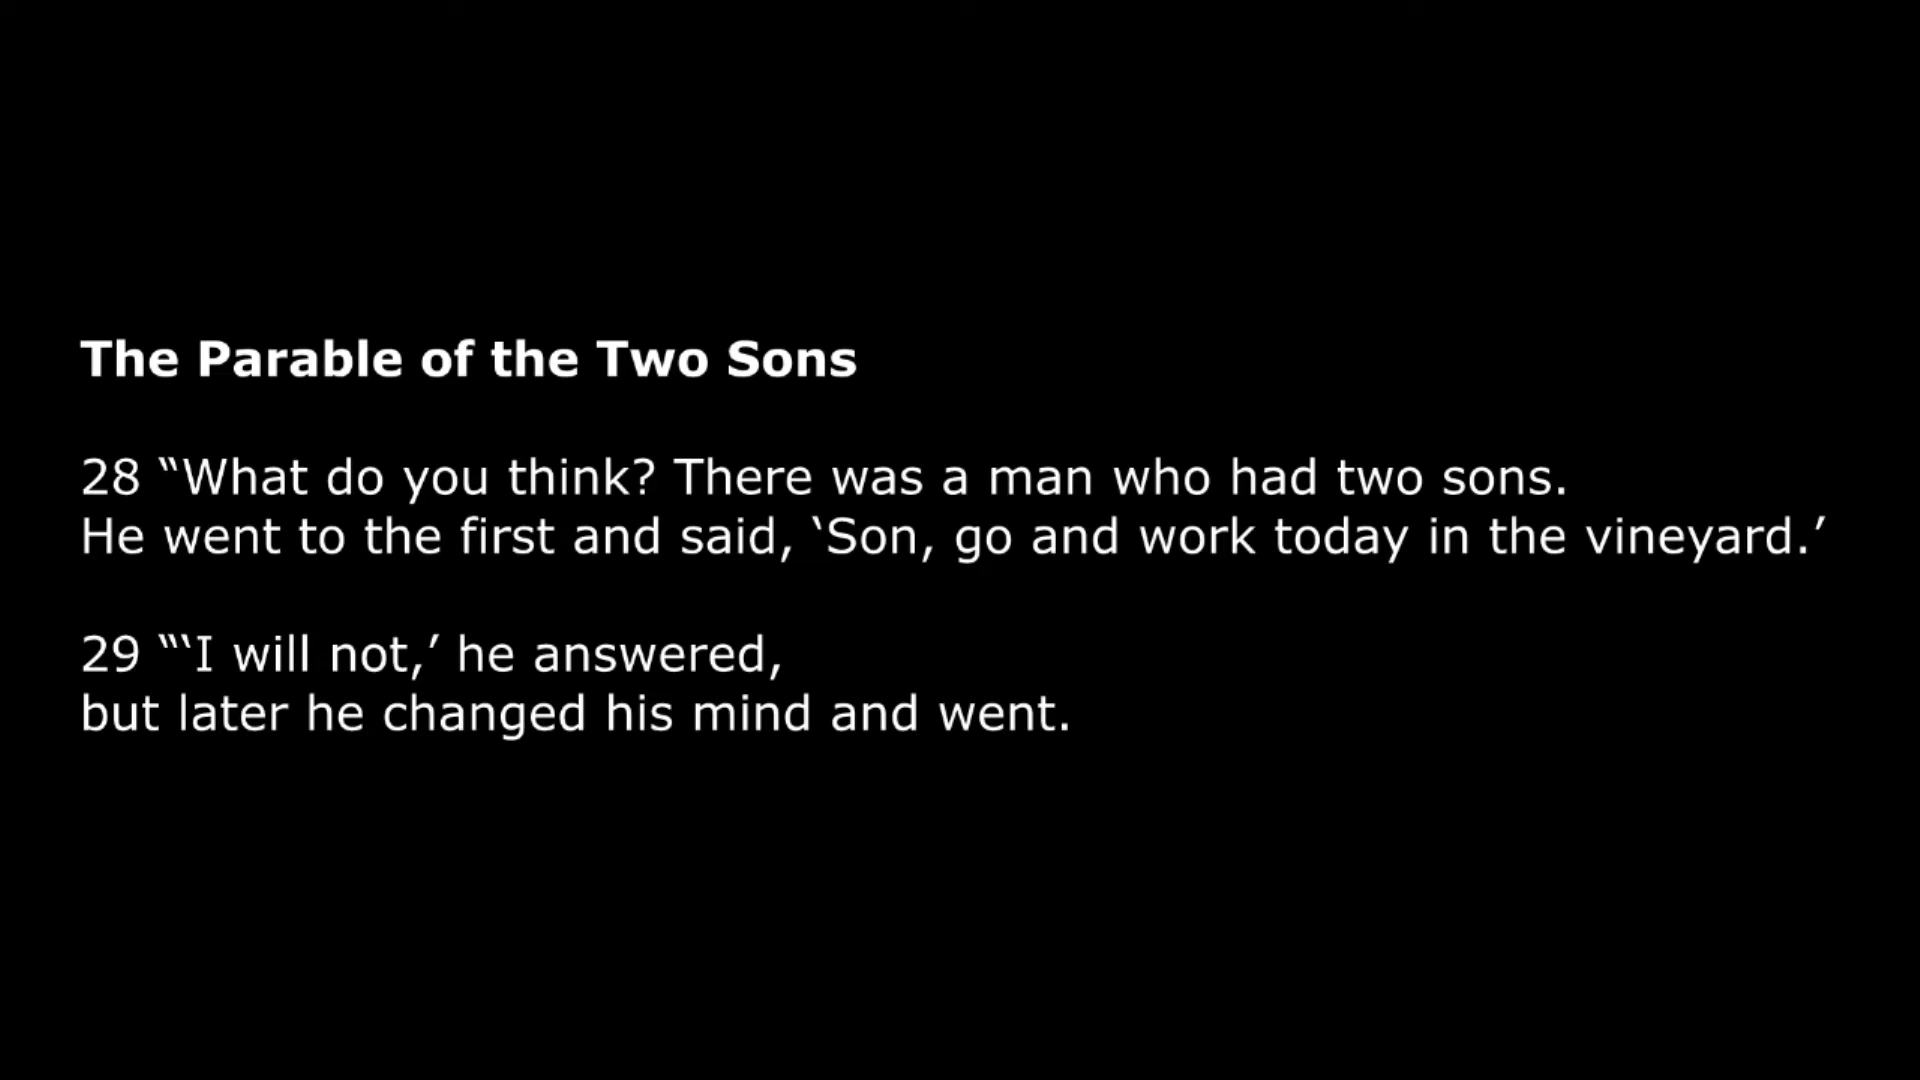 The Parable of the Two Sons
28 “What do you think? There was a man who had two sons.
He went to the first and said, ‘Son, go and work today in the vineyard.’
29 “‘I will not,’ he answered,
but later he changed his mind and went.